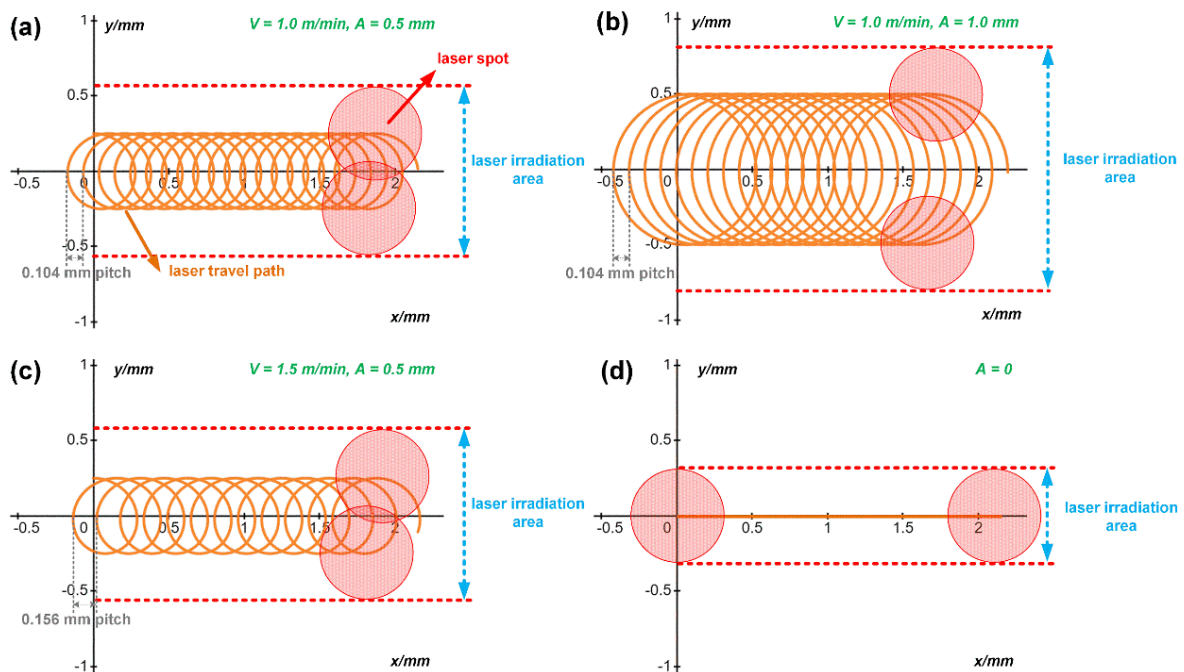 (a)
y/mm
V = 1.0 m/min, A = 0.5 mm
1
laser spot
0.5
laser irradiation
area
-0.5
0
0.5
1
1.5
2
-0.5
0.104 mm pitch
laser travel path
x/mm
-1
(b)
y/mm
V = 1.0 m/min, A = 1.0 mm
1
0.5
laser irradiation
area
-0.5
0
0.5
1
1.5
2
-0.5
0.104 mm pitch
x/mm
-1
(c)
y/mm
V = 1.5 m/min, A = 0.5 mm
1
0.5
laser irradiation
area
-0.5
0
0.5
1
1.5
2
-0.5
0.156 mm pitch
x/mm
-1
(d)
y/mm
A = 0
1
0.5
laser irradiation
area
-0.5
0
0.5
1
1.5
2
-0.5
x/mm
-1